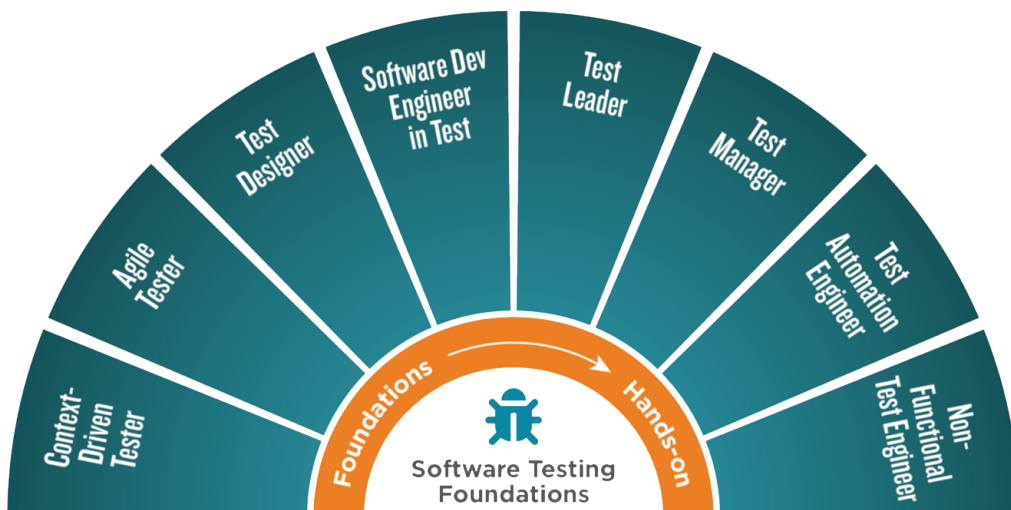 Context-
Driven
Tester
Agile
Tester
Test
Designer
Software Dev
Engineer
in Test
Test
Leader
Test
Manager
Test
Automation
Engineer
Non-
Functional
Test Engineer
Foundations
Hands-on
Software Testing
Foundations